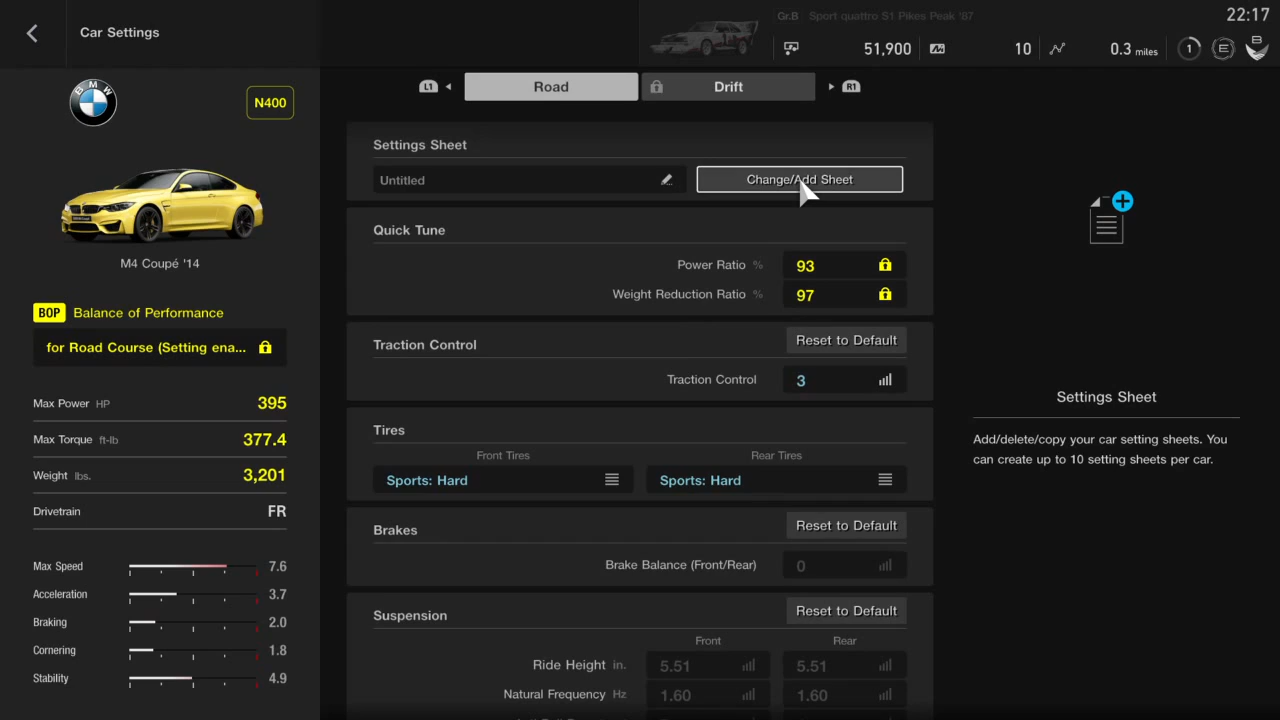 Car Settings
Gr.B Sport quattro S1 Pikes Peak '87
22:17
51,900
10
0.3 miles
1
E
B
BMW
N400
M4 Coupé '14
BOP Balance of Performance
for Road Course (Setting ena...
Max Power HP 395
Max Torque ft-lb 377.4
Weight lbs. 3,201
Drivetrain FR
Max Speed 7.6
Acceleration 3.7
Braking 2.0
Cornering 1.8
Stability 4.9
L1 Road Drift R1
Settings Sheet
Untitled Change/Add Sheet
Quick Tune
Power Ratio % 93
Weight Reduction Ratio % 97
Traction Control Reset to Default
Traction Control 3
Tires
Front Tires Rear Tires
Sports: Hard Sports: Hard
Brakes Reset to Default
Brake Balance (Front/Rear) 0
Suspension Reset to Default
Front Rear
Ride Height in. 5.51 5.51
Natural Frequency Hz 1.60 1.60
Settings Sheet
Add/delete/copy your car setting sheets. You
can create up to 10 setting sheets per car.